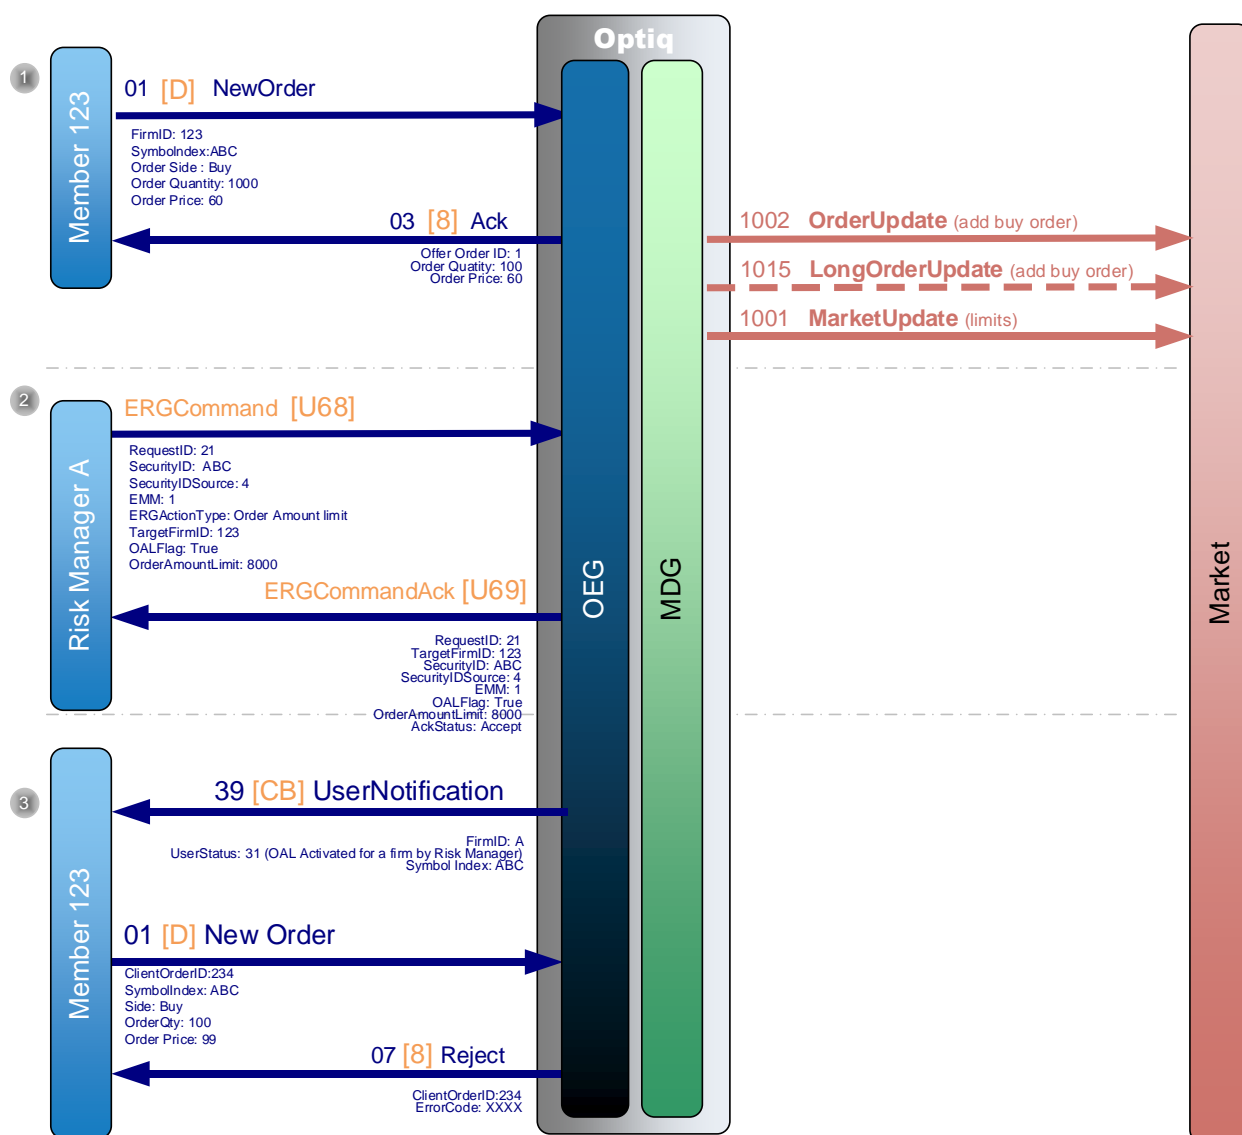 Optiq
1
Member 123
01 [D] NewOrder
FirmID: 123
SymbolIndex:ABC
Order Side : Buy
Order Quantity: 1000
Order Price: 60
03 [8] Ack
Offer Order ID: 1
Order Quatity: 100
Order Price: 60
1002 OrderUpdate (add buy order)
1015 LongOrderUpdate (add buy order)
1001 MarketUpdate (limits)
OEG
MDG
Market
2
Risk Manager A
ERGCommand [U68]
RequestID: 21
SecurityID: ABC
SecurityIDSource: 4
EMM: 1
ERGActionType: Order Amount limit
TargetFirmID: 123
OALFlag: True
OrderAmountLimit: 8000
ERGCommandAck [U69]
RequestID: 21
TargetFirmID: 123
SecurityID: ABC
SecurityIDSource: 4
EMM: 1
OALFlag: True
OrderAmountLimit: 8000
AckStatus: Accept
3
Member 123
39 [CB] UserNotification
FirmID: A
UserStatus: 31 (OAL Activated for a firm by Risk Manager)
Symbol Index: ABC
01 [D] New Order
ClientOrderID:234
SymbolIndex: ABC
Side: Buy
OrderQty: 100
Order Price: 99
07 [8] Reject
ClientOrderID:234
ErrorCode: XXXX